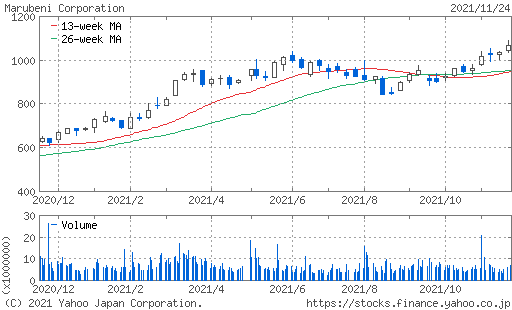 Marubeni Corporation 2021/11/24
13-week MA
26-week MA
1200
1000
800
600
400
2020/12 2021/2 2021/4 2021/6 2021/8 2021/10
Volume
30
20
10
0
(x1000000)
2020/12 2021/2 2021/4 2021/6 2021/8 2021/10
(C) 2021 Yahoo Japan Corporation. https://stocks.finance.yahoo.co.jp